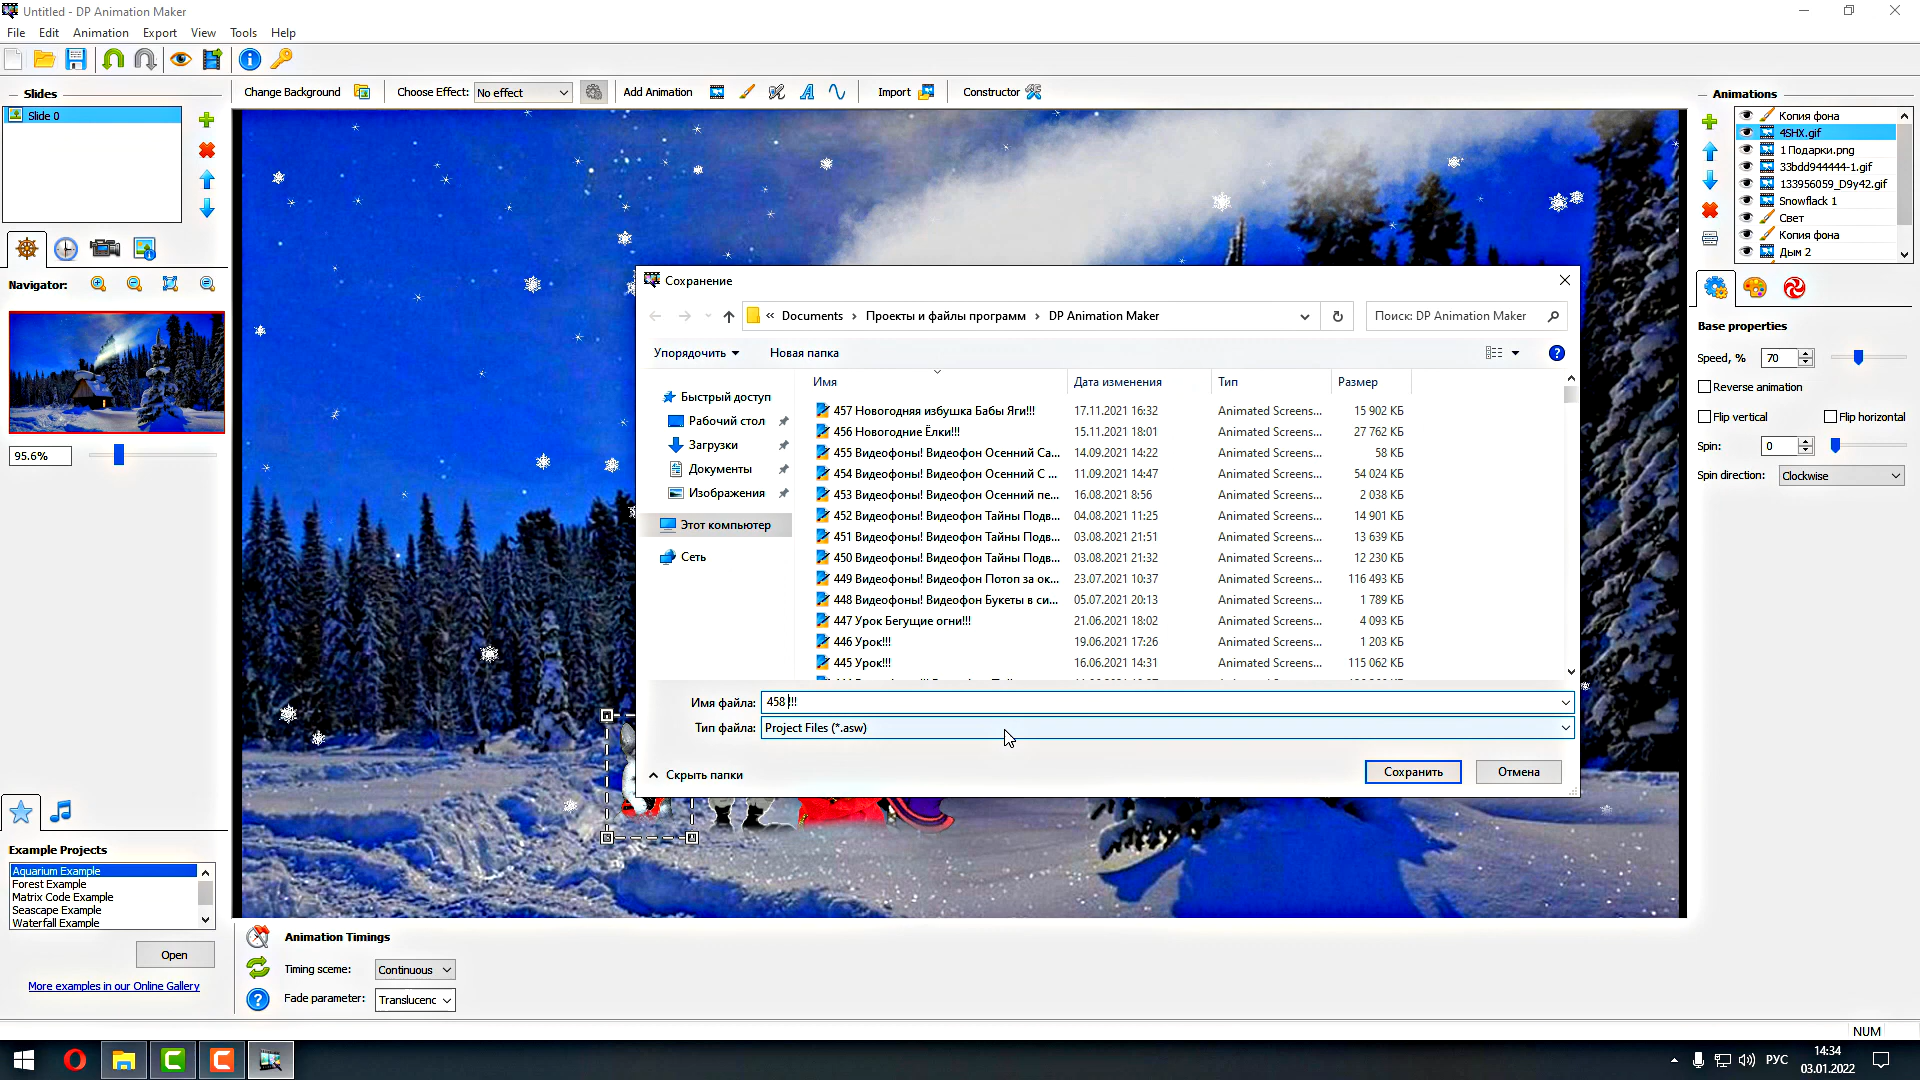 Untitled - DP Animation Maker
File Edit Animation Export View Tools Help
Slides
Slide 0
Change Background
Choose Effect: No effect
Add Animation
Import
Constructor
Animations
Копия фона
4SHX.gif
1 Подарки.png
33bdd944444-1.gif
133956059_D9y42.gif
Snowflack 1
Свет
Копия фона
Дым 2
Navigator:
95.6%
Base properties
Speed, % 70
Reverse animation
Flip vertical Flip horizontal
Spin: 0
Spin direction: Clockwise
Сохранение
« Documents › Проекты и файлы программ › DP Animation Maker
Поиск: DP Animation Maker
Упорядочить Новая папка
Быстрый доступ
Рабочий стол
Загрузки
Документы
Изображения
Этот компьютер
Сеть
Имя Дата изменения Тип Размер
457 Новогодняя избушка Бабы Яги!!! 17.11.2021 16:32 Animated Screens... 15 902 КБ
456 Новогодние Ёлки!!! 15.11.2021 18:01 Animated Screens... 27 762 КБ
455 Видеофоны! Видеофон Осенний Са... 14.09.2021 14:22 Animated Screens... 58 КБ
454 Видеофоны! Видеофон Осенний С ... 11.09.2021 14:47 Animated Screens... 54 024 КБ
453 Видеофоны! Видеофон Осенний пе... 16.08.2021 8:56 Animated Screens... 2 038 КБ
452 Видеофоны! Видеофон Тайны Подв... 04.08.2021 11:25 Animated Screens... 14 901 КБ
451 Видеофоны! Видеофон Тайны Подв... 03.08.2021 21:51 Animated Screens... 13 639 КБ
450 Видеофоны! Видеофон Тайны Подв... 03.08.2021 21:32 Animated Screens... 12 230 КБ
449 Видеофоны! Видеофон Потоп за ок... 23.07.2021 10:37 Animated Screens... 116 493 КБ
448 Видеофоны! Видеофон Букеты в си... 05.07.2021 20:13 Animated Screens... 1 789 КБ
447 Урок Бегущие огни!!! 21.06.2021 18:02 Animated Screens... 4 093 КБ
446 Урок!!! 19.06.2021 17:26 Animated Screens... 1 203 КБ
445 Урок!!! 16.06.2021 14:31 Animated Screens... 115 062 КБ
Имя файла: 458 !!!
Тип файла: Project Files (*.asw)
Скрыть папки
Сохранить Отмена
Example Projects
Aquarium Example
Forest Example
Matrix Code Example
Seascape Example
Waterfall Example
Open
More examples in our Online Gallery
Animation Timings
Timing sceme: Continuous
Fade parameter: Translucenc
NUM
РУС
14:34
03.01.2022